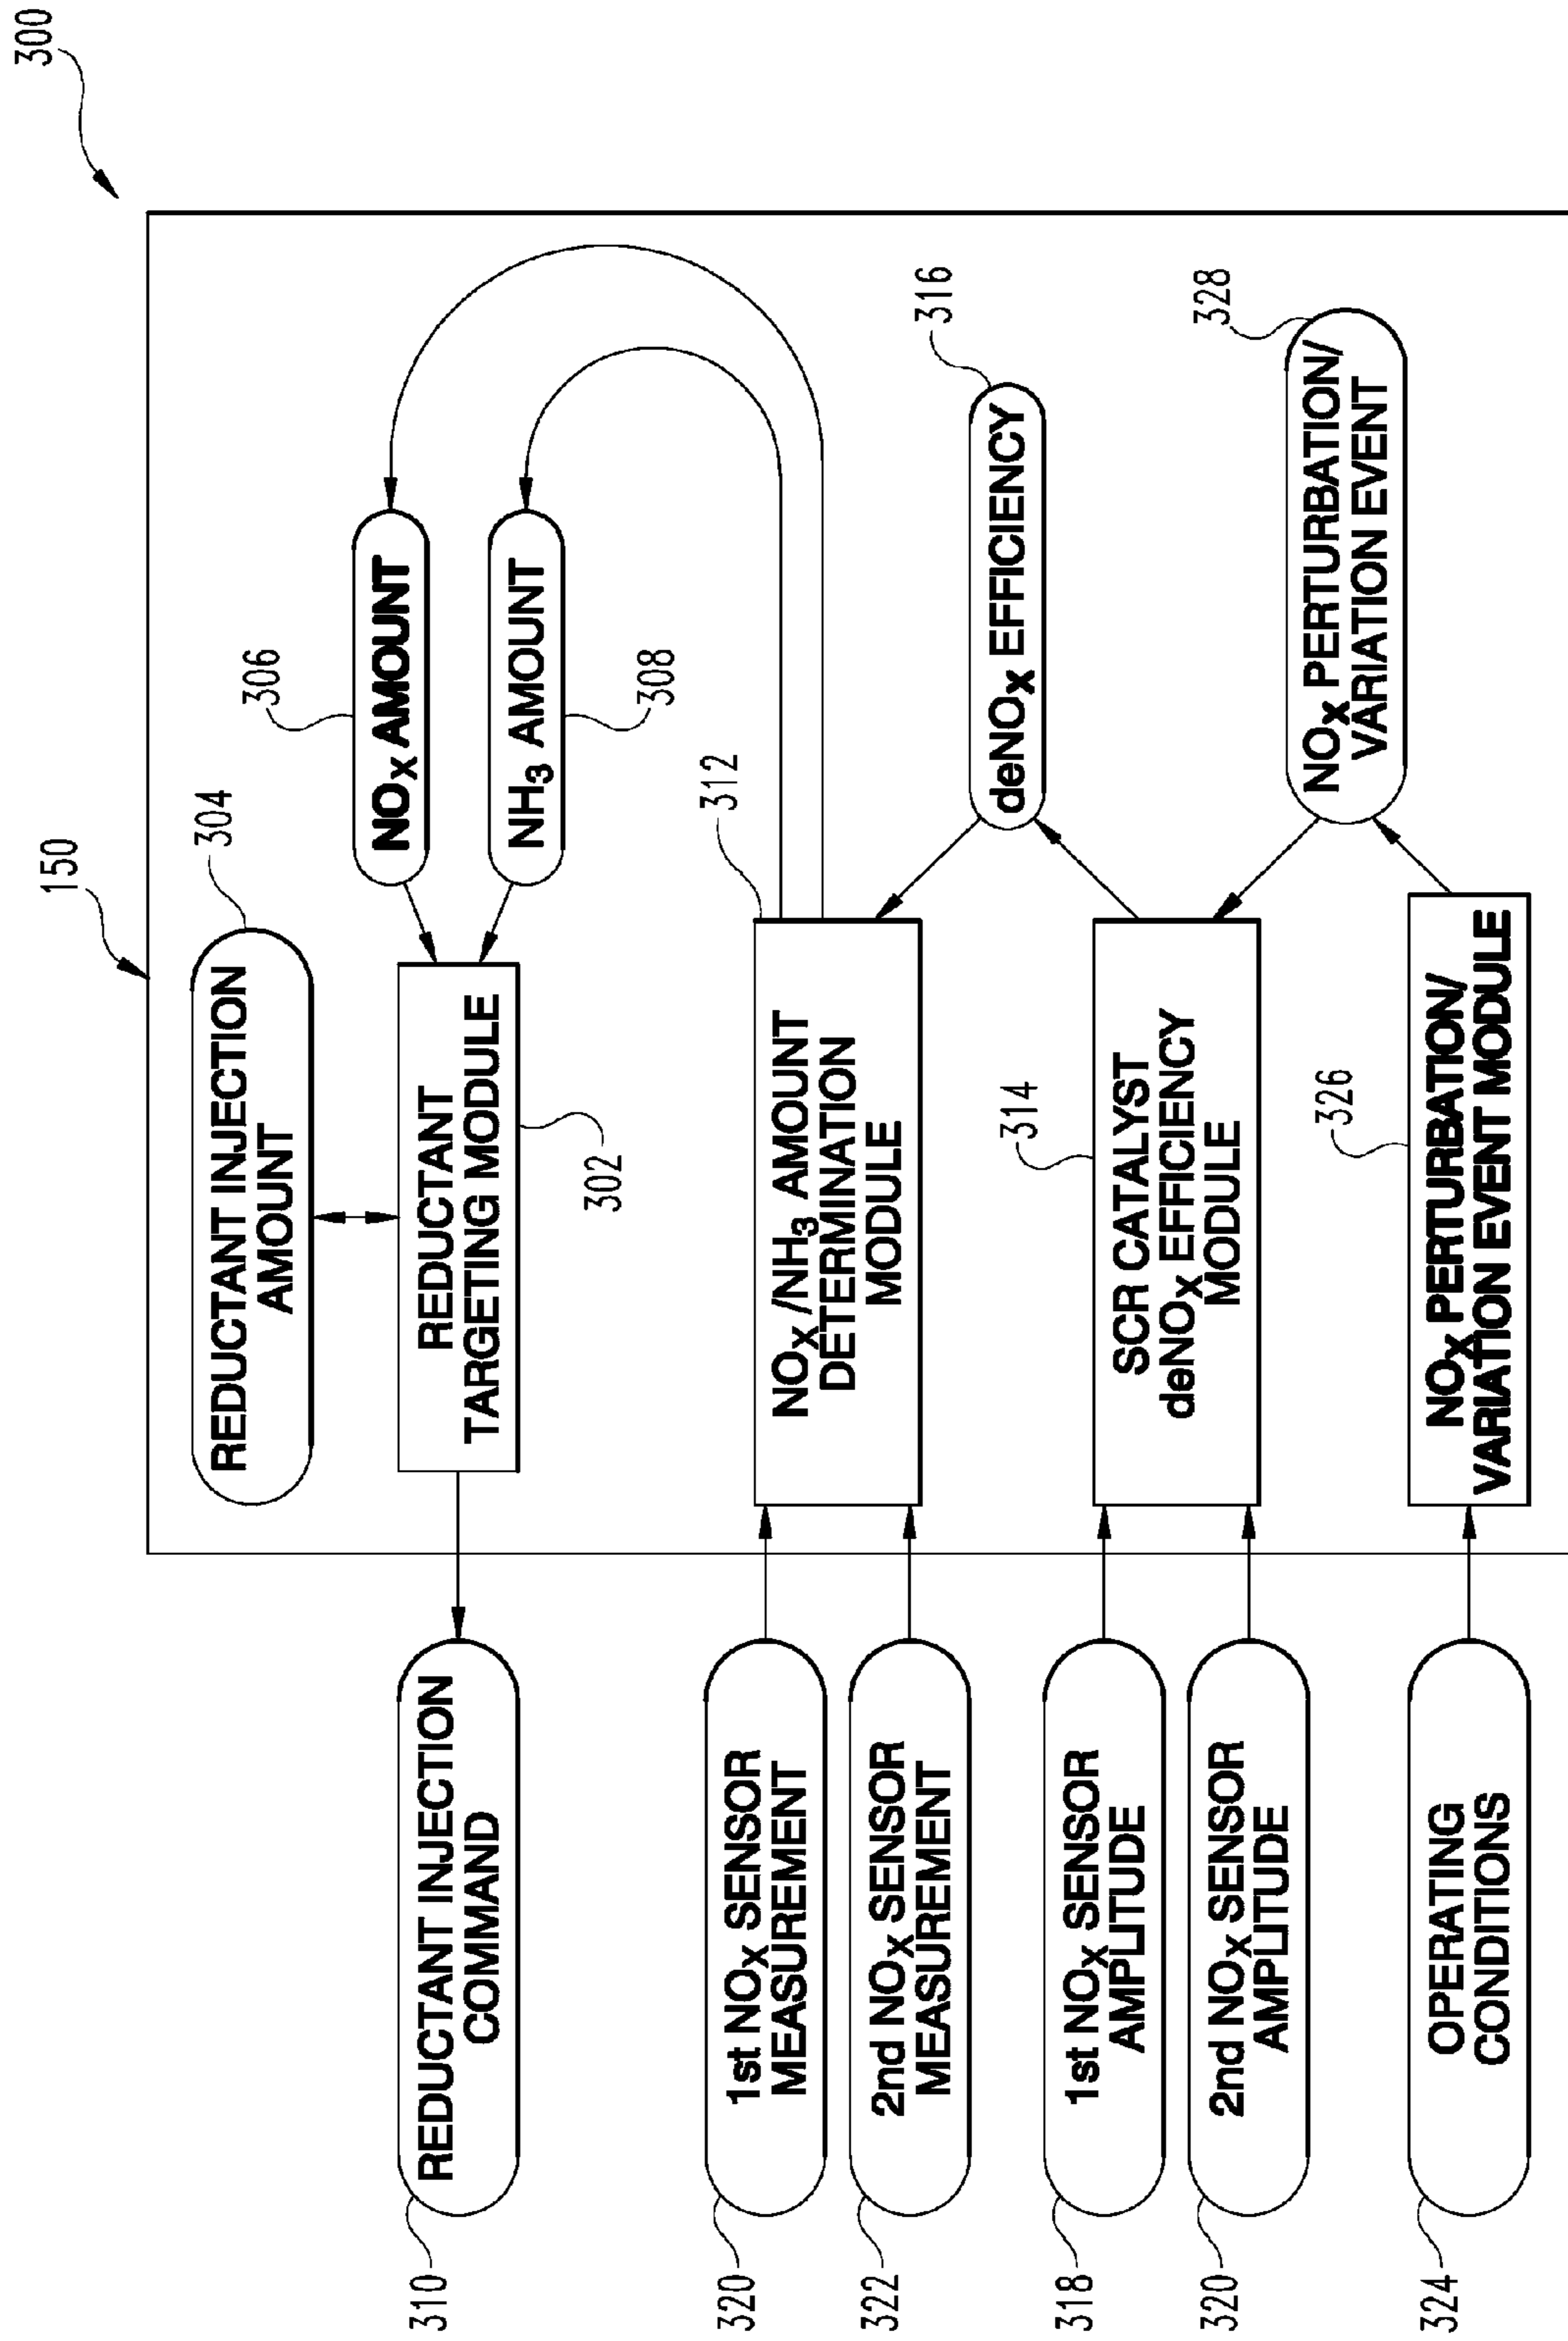 300
150
REDUCTANT INJECTION
AMOUNT
304
310
REDUCTANT INJECTION
COMMAND
REDUCTANT
TARGETING MODULE
302
NOX AMOUNT
306
NH3 AMOUNT
308
320
1st NOX SENSOR
MEASUREMENT
322
2nd NOX SENSOR
MEASUREMENT
NOX/NH3 AMOUNT
DETERMINATION
MODULE
312
deNOX EFFICIENCY
316
318
1st NOX SENSOR
AMPLITUDE
320
2nd NOX SENSOR
AMPLITUDE
SCR CATALYST
deNOX EFFICIENCY
MODULE
314
NOX PERTURBATION/
VARIATION EVENT
328
324
OPERATING
CONDITIONS
NOX PERTURBATION/
VARIATION EVENT MODULE
326